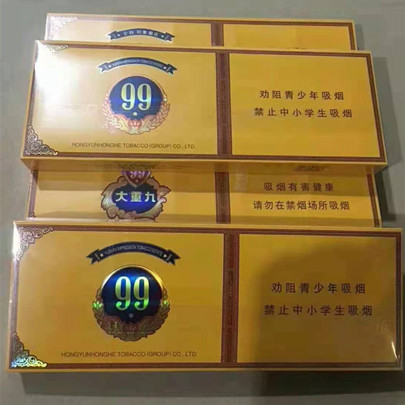 99
HONGYUNHONGHE TOBACCO (GROUP) CO., LTD.
劝阻青少年吸烟
禁止中小学生吸烟
大重九
吸烟有害健康
请勿在禁烟场所吸烟
99
HONGYUNHONGHE TOBACCO (GROUP) CO., LTD.
劝阻青少年吸烟
禁止中小学生吸烟